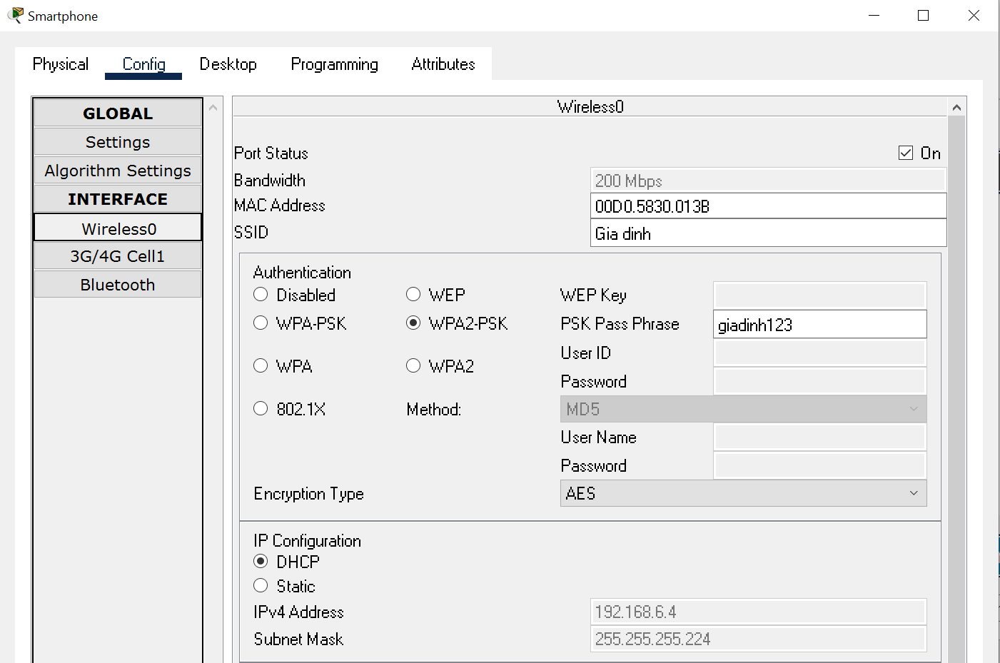 Smartphone
Physical Config Desktop Programming Attributes
GLOBAL
Settings
Algorithm Settings
INTERFACE
Wireless0
3G/4G Cell1
Bluetooth
Wireless0
Port Status On
Bandwidth 200 Mbps
MAC Address 00D0.5830.013B
SSID Gia dinh
Authentication
Disabled WEP WEP Key
WPA-PSK WPA2-PSK PSK Pass Phrase giadinh123
User ID
WPA WPA2
Password
802.1X Method: MD5
User Name
Password
Encryption Type AES
IP Configuration
DHCP
Static
IPv4 Address 192.168.6.4
Subnet Mask 255.255.255.224